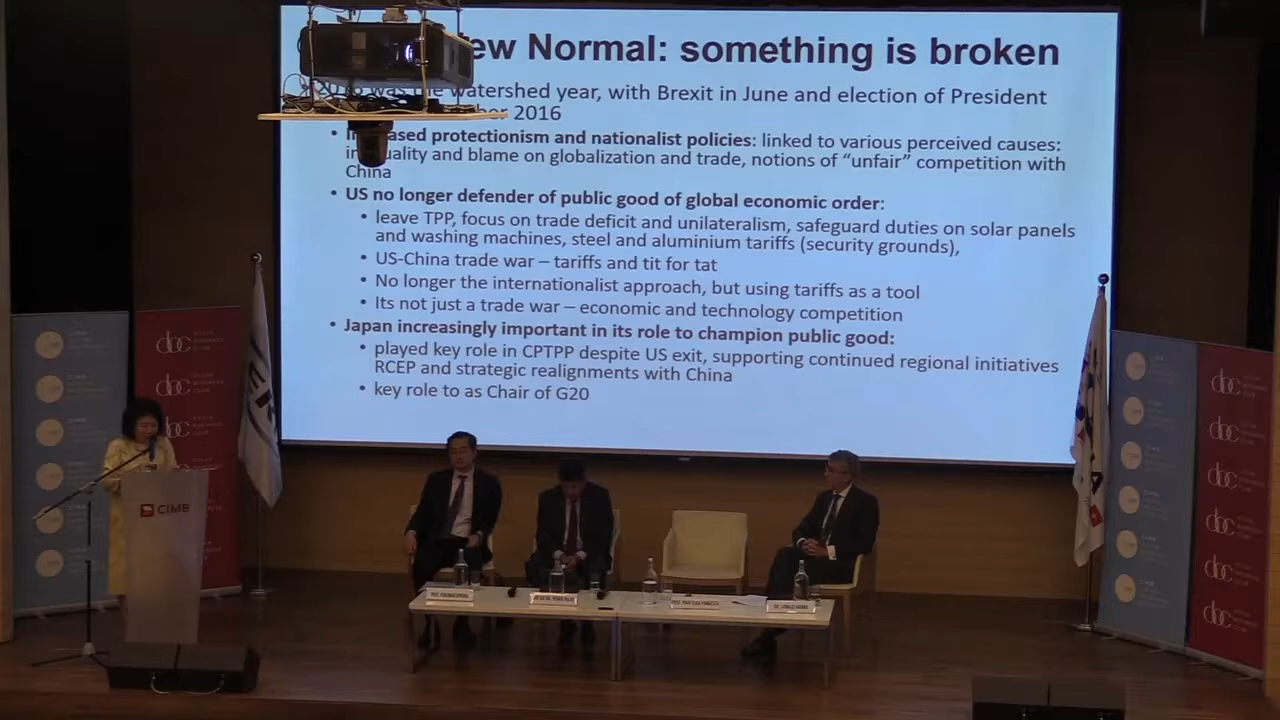 ew Normal: something is broken
was the watershed year, with Brexit in June and election of President
2016
• protectionism and nationalist policies: linked to various perceived causes:
and blame on globalization and trade, notions of “unfair” competition with
China
• US no longer defender of public good of global economic order:
• leave TPP, focus on trade deficit and unilateralism, safeguard duties on solar panels
and washing machines, steel and aluminium tariffs (security grounds),
• US-China trade war – tariffs and tit for tat
• No longer the internationalist approach, but using tariffs as a tool
• Its not just a trade war – economic and technology competition
• Japan increasingly important in its role to champion public good:
• played key role in CPTPP despite US exit, supporting continued regional initiatives
RCEP and strategic realignments with China
• key role to as Chair of G20
CIMB